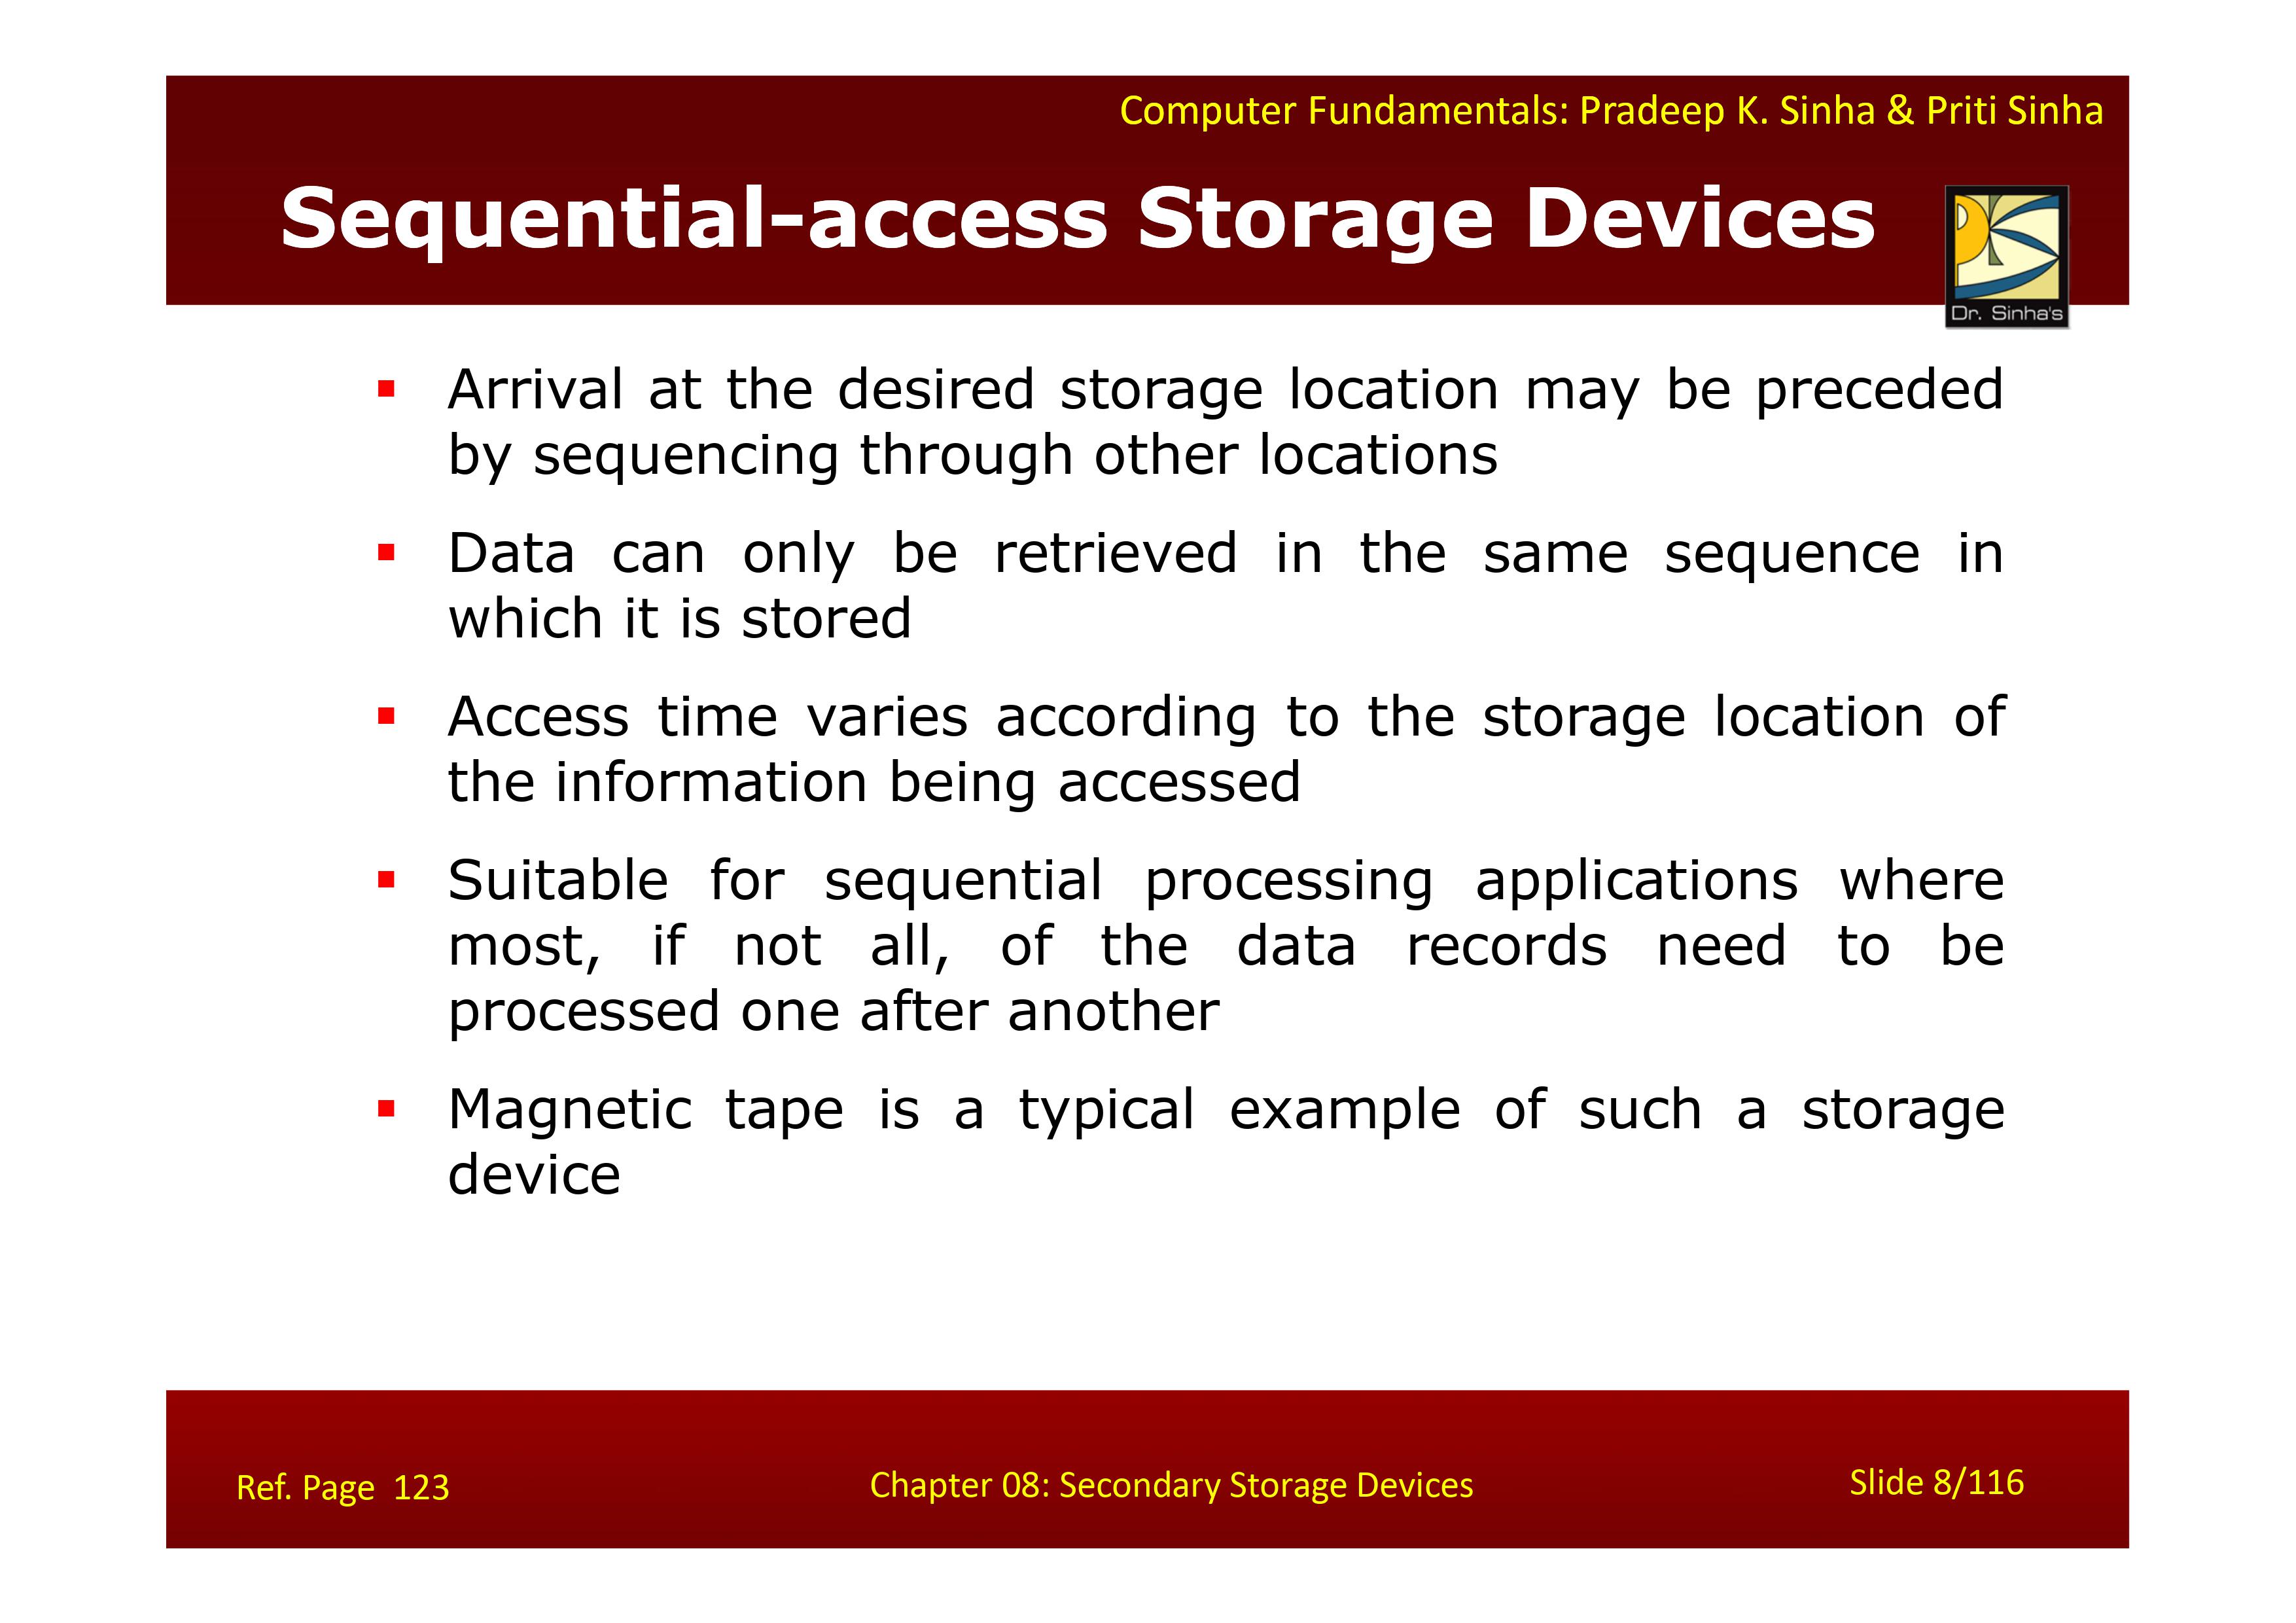 Computer Fundamentals: Pradeep K. Sinha & Priti Sinha
Sequential-access Storage Devices
Dr. Sinha's
▪ Arrival at the desired storage location may be preceded
by sequencing through other locations
▪ Data can only be retrieved in the same sequence in
which it is stored
▪ Access time varies according to the storage location of
the information being accessed
▪ Suitable for sequential processing applications where
most, if not all, of the data records need to be
processed one after another
▪ Magnetic tape is a typical example of such a storage
device
Ref. Page 123
Chapter 08: Secondary Storage Devices
Slide 8/116